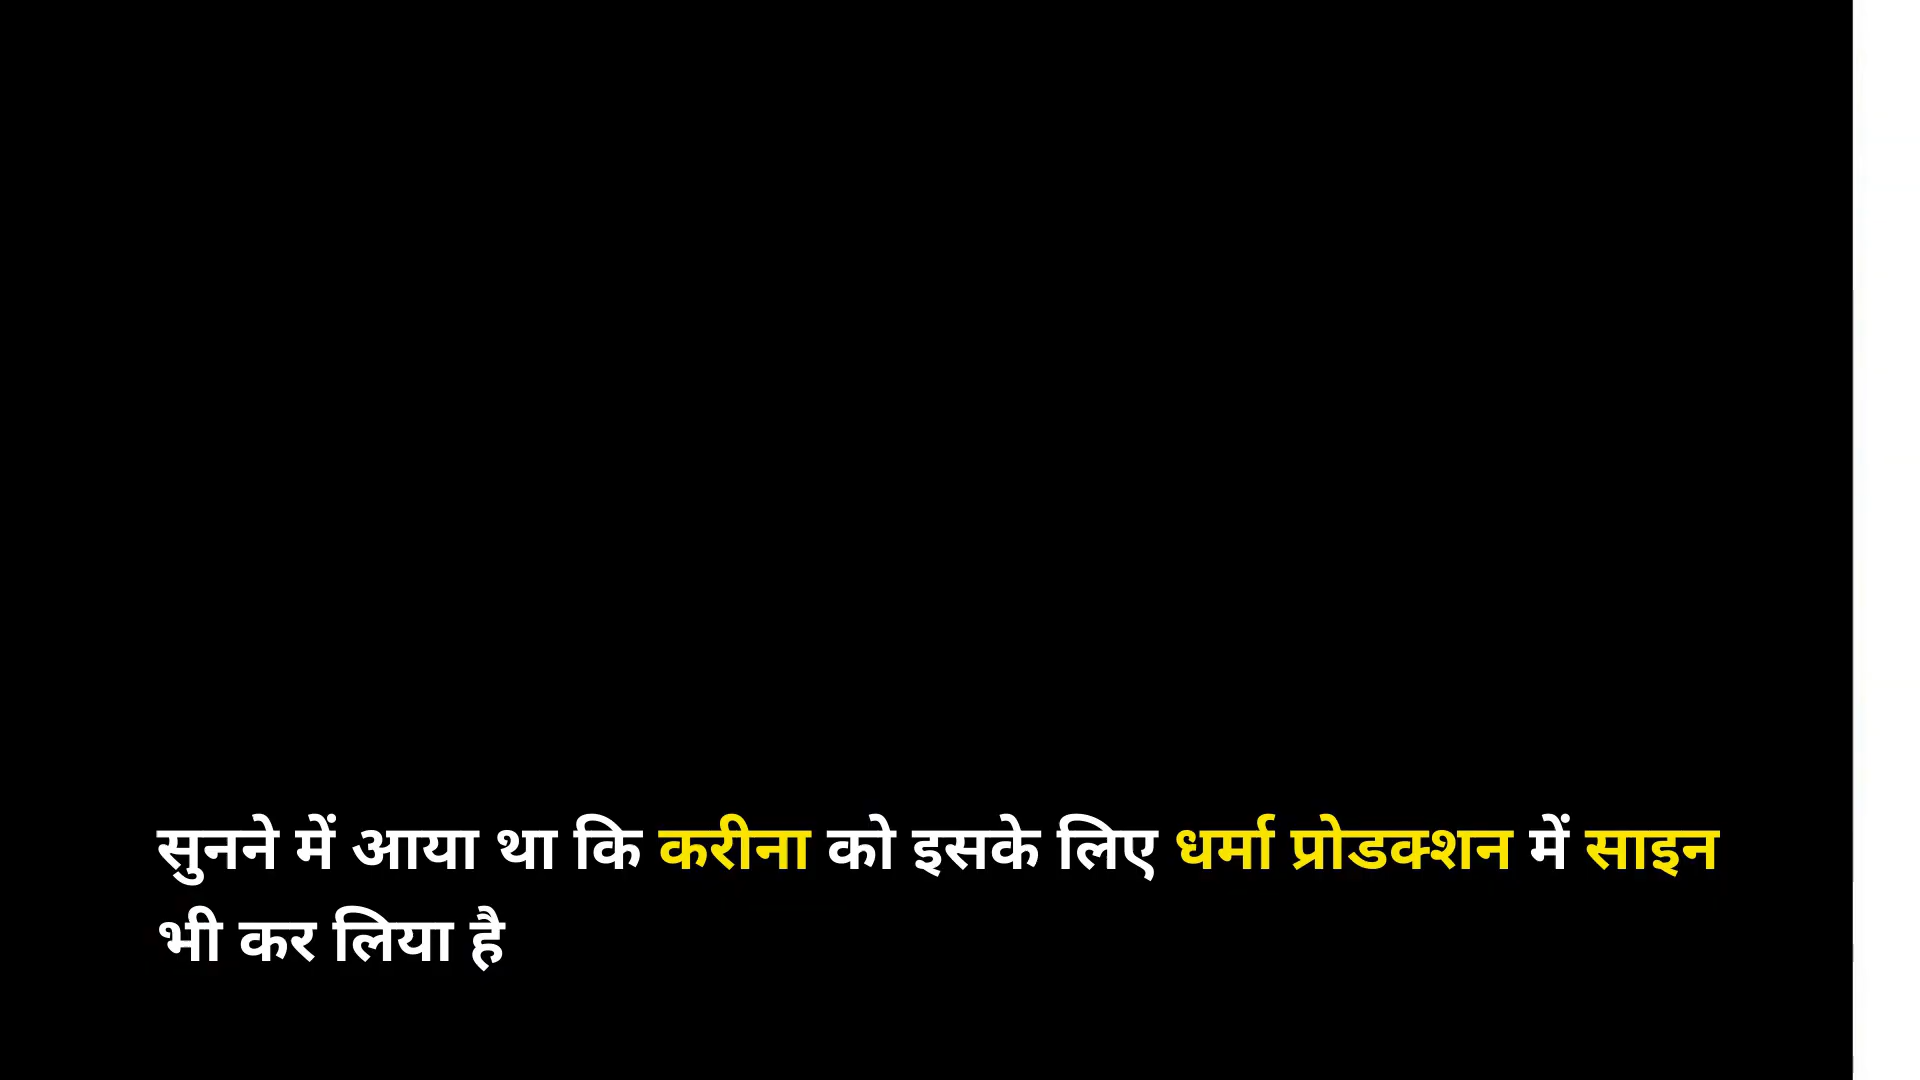 सुनने में आया था कि करीना को इसके लिए धर्मा प्रोडक्शन में साइन
भी कर लिया है